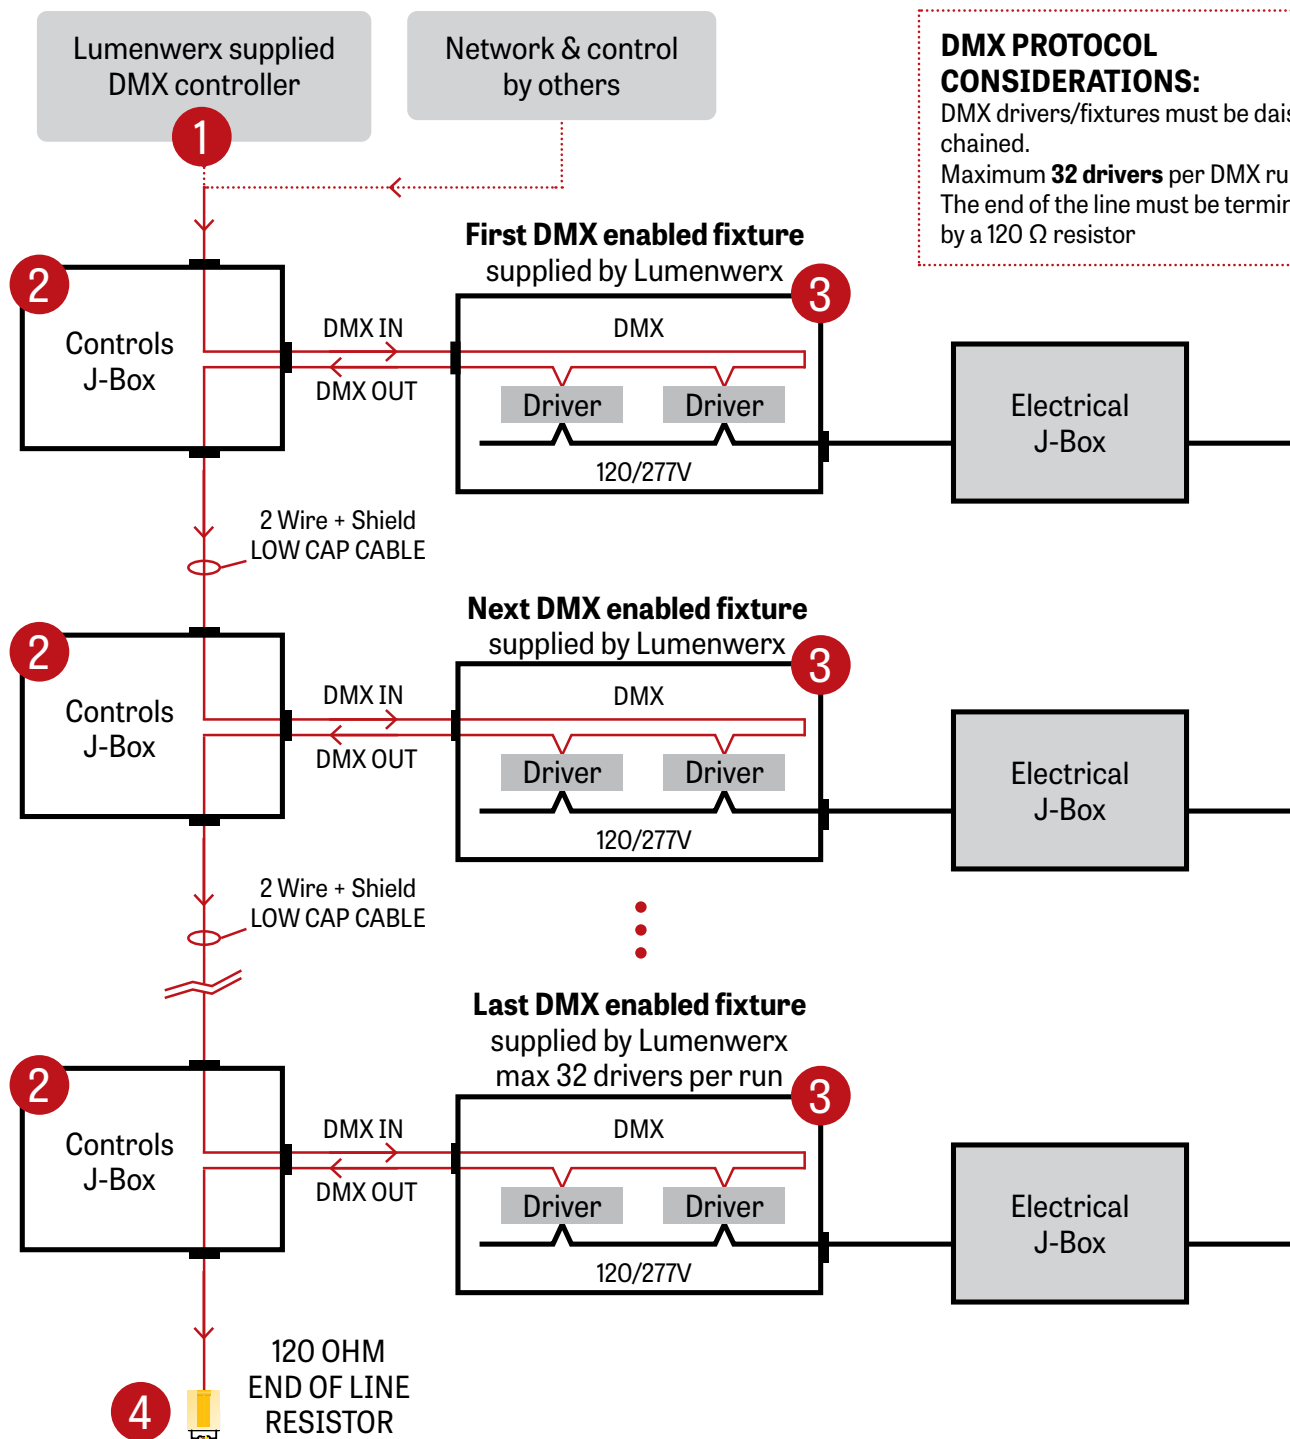 Lumenwerx supplied
DMX controller
1
Network & control
by others
DMX PROTOCOL
CONSIDERATIONS:
DMX drivers/fixtures must be dais
chained.
Maximum 32 drivers per DMX ru
The end of the line must be termin
by a 120 Ω resistor
First DMX enabled fixture
supplied by Lumenwerx
2
Controls
J-Box
DMX IN
DMX OUT
3
DMX
Driver
Driver
120/277V
Electrical
J-Box
2 Wire + Shield
LOW CAP CABLE
Next DMX enabled fixture
supplied by Lumenwerx
2
Controls
J-Box
DMX IN
DMX OUT
3
DMX
Driver
Driver
120/277V
Electrical
J-Box
2 Wire + Shield
LOW CAP CABLE
Last DMX enabled fixture
supplied by Lumenwerx
max 32 drivers per run
2
Controls
J-Box
DMX IN
DMX OUT
3
DMX
Driver
Driver
120/277V
Electrical
J-Box
4
120 OHM
END OF LINE
RESISTOR